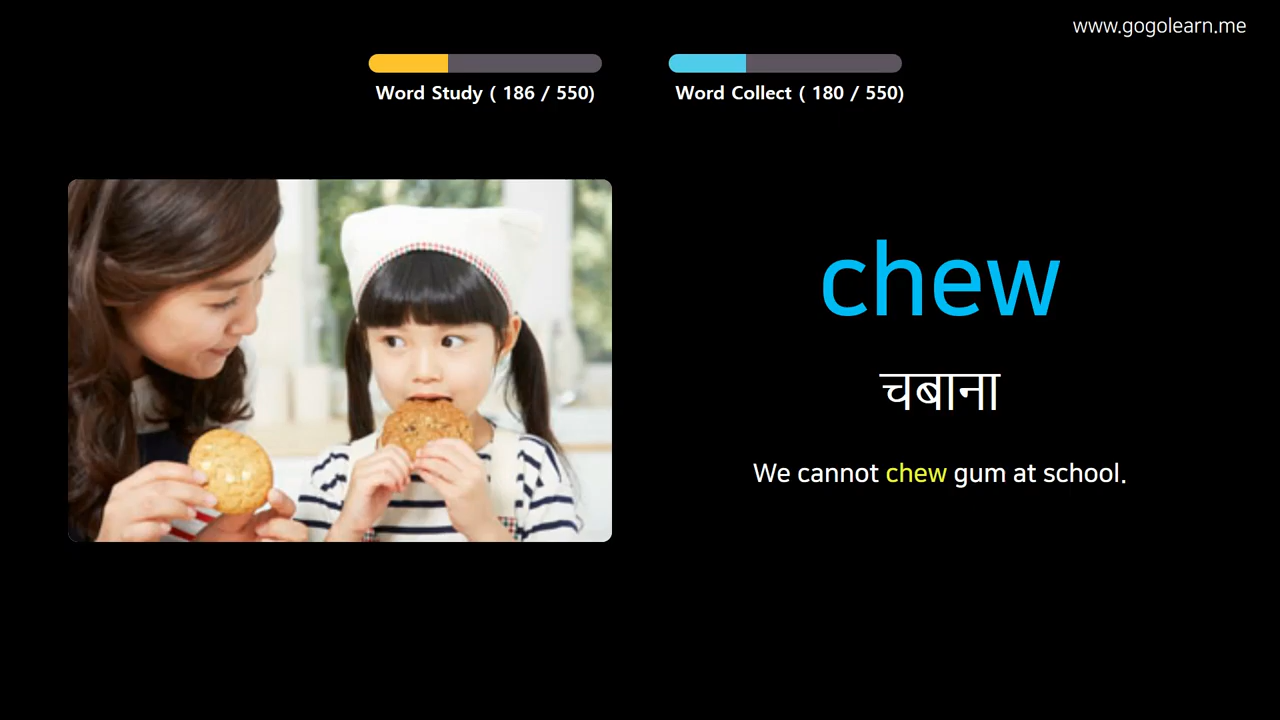 www.gogolearn.me
Word Study ( 186 / 550)
Word Collect ( 180 / 550)
chew
चबाना
We cannot chew gum at school.